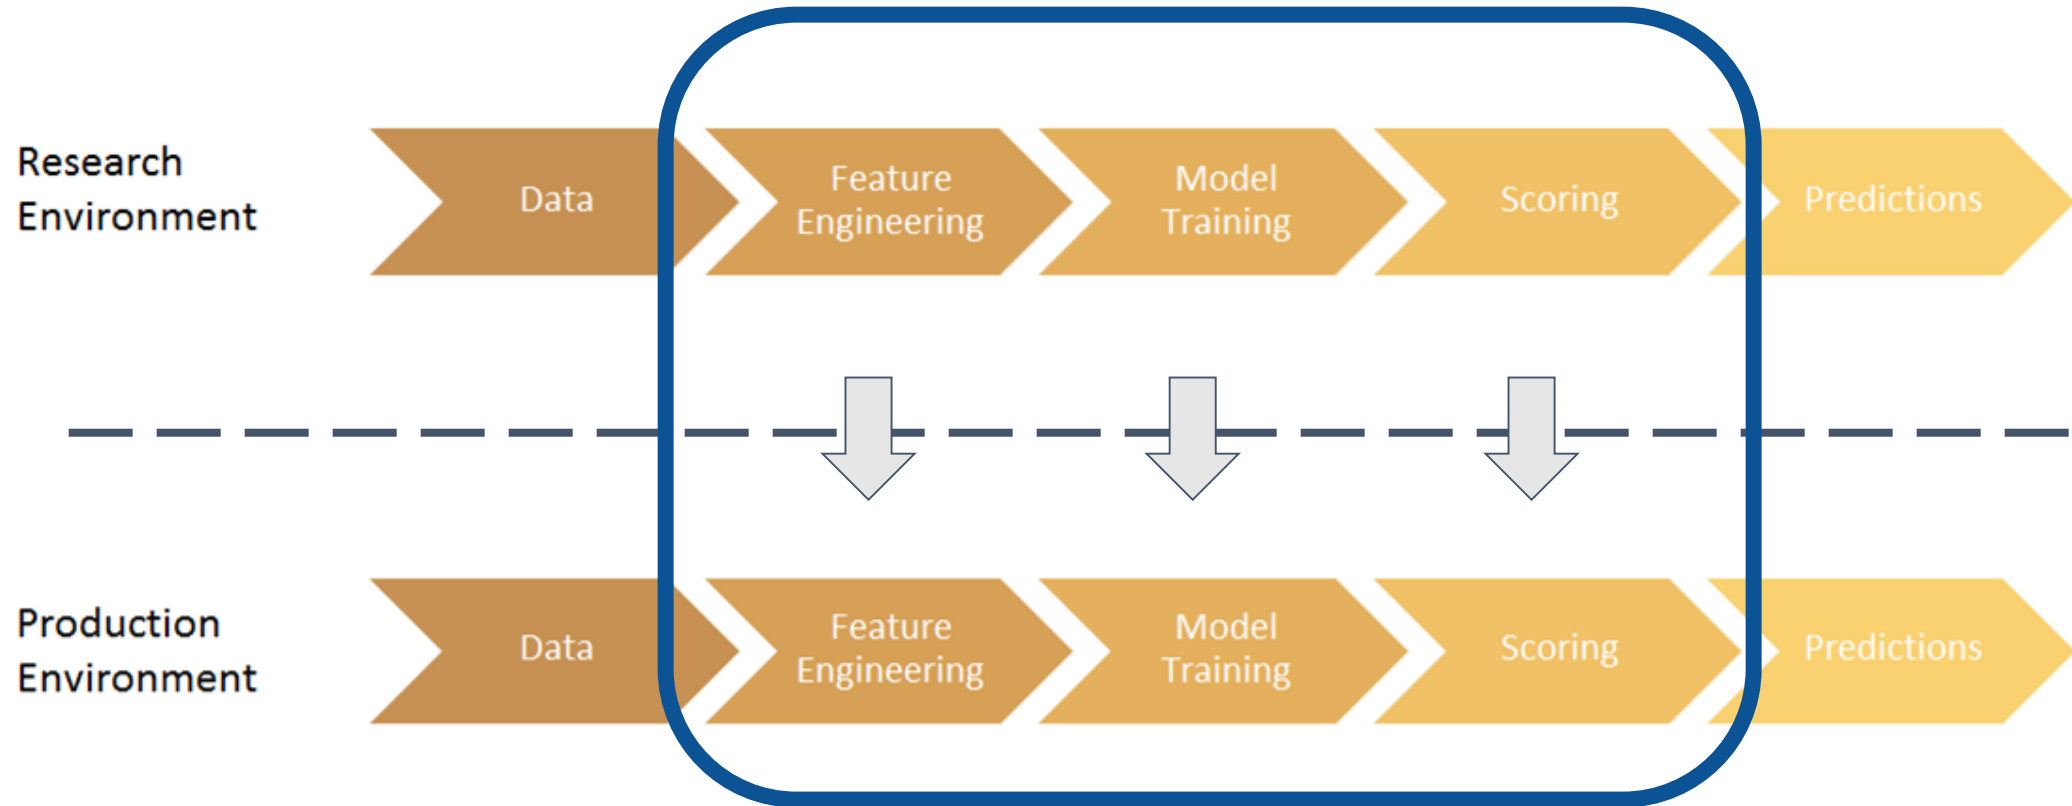 Research
Environment
Data
Feature
Engineering
Model
Training
Scoring
Predictions
Production
Environment
Data
Feature
Engineering
Model
Training
Scoring
Predictions